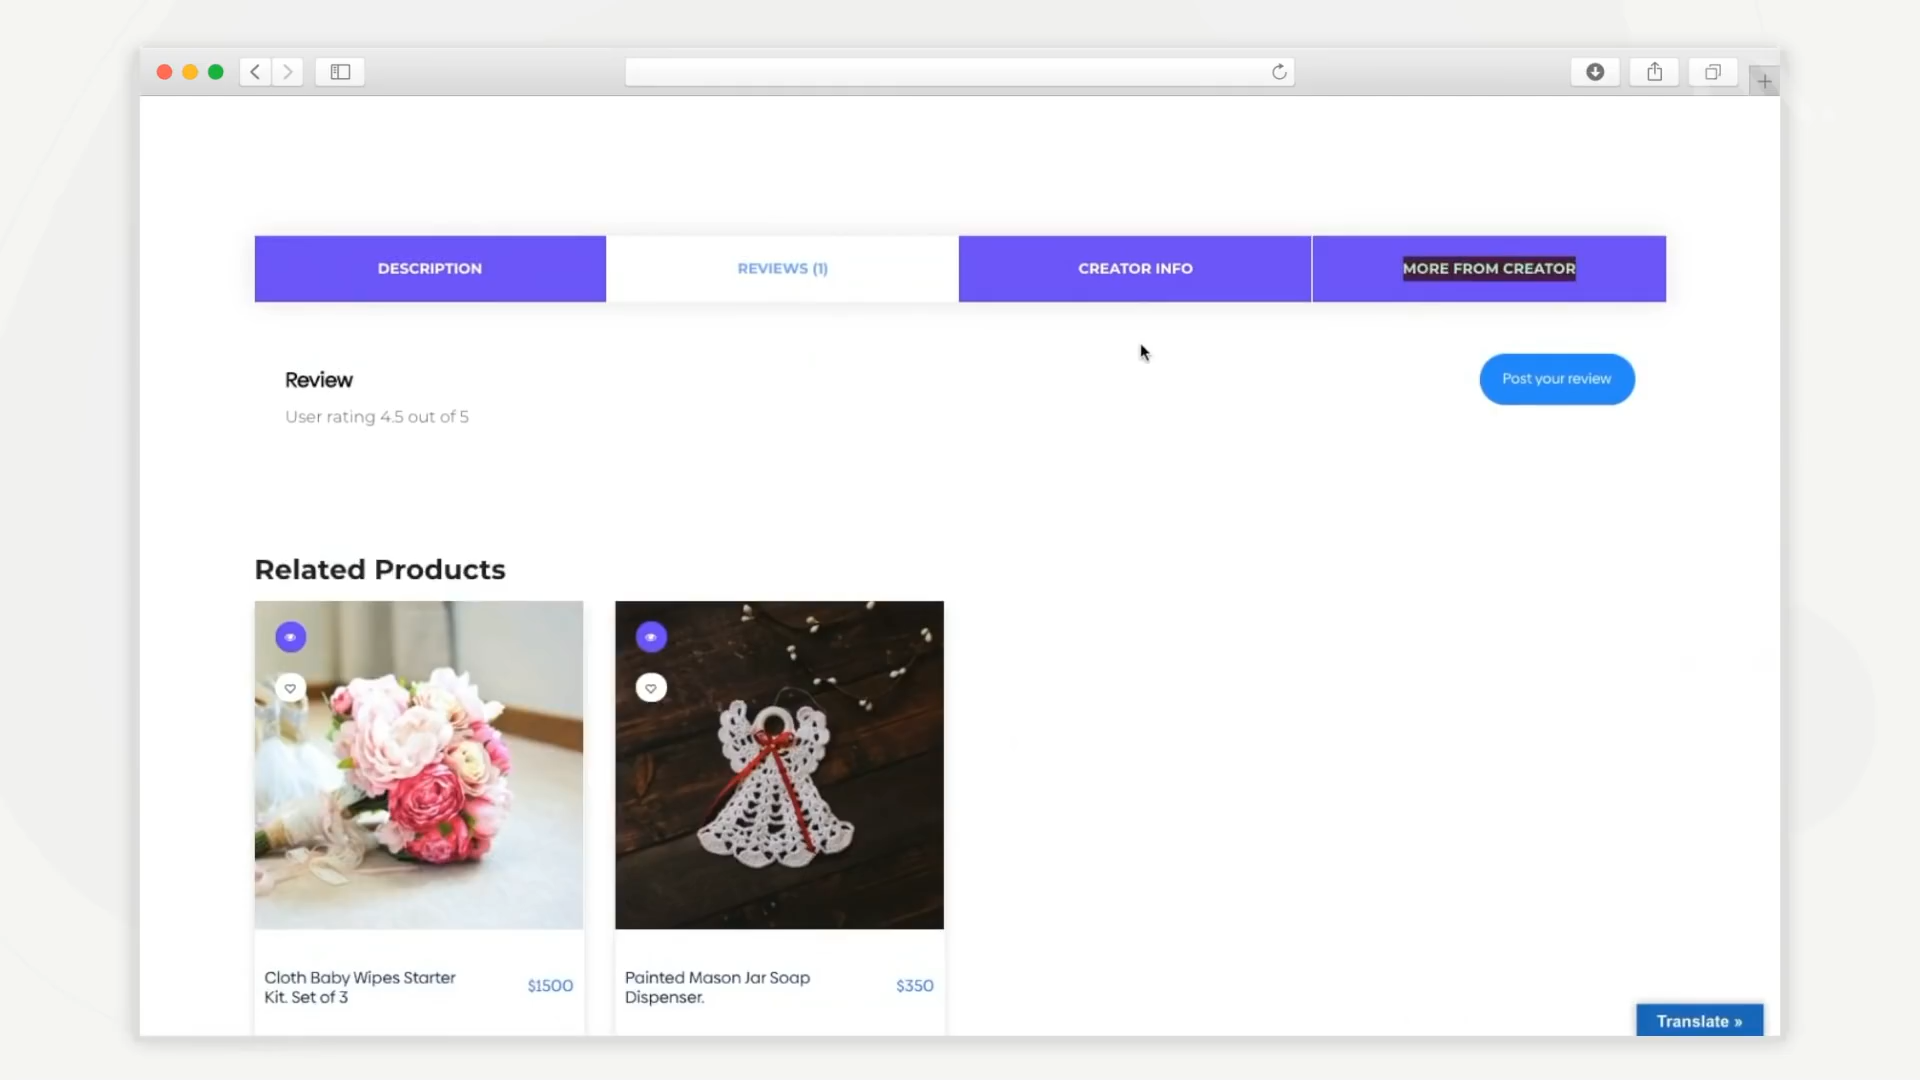 DESCRIPTION
REVIEWS (1)
CREATOR INFO
MORE FROM CREATOR
Review
Post your review
User rating 4.5 out of 5
Related Products
Cloth Baby Wipes Starter
Kit. Set of 3
$1500
Painted Mason Jar Soap
Dispenser.
$350
Translate »